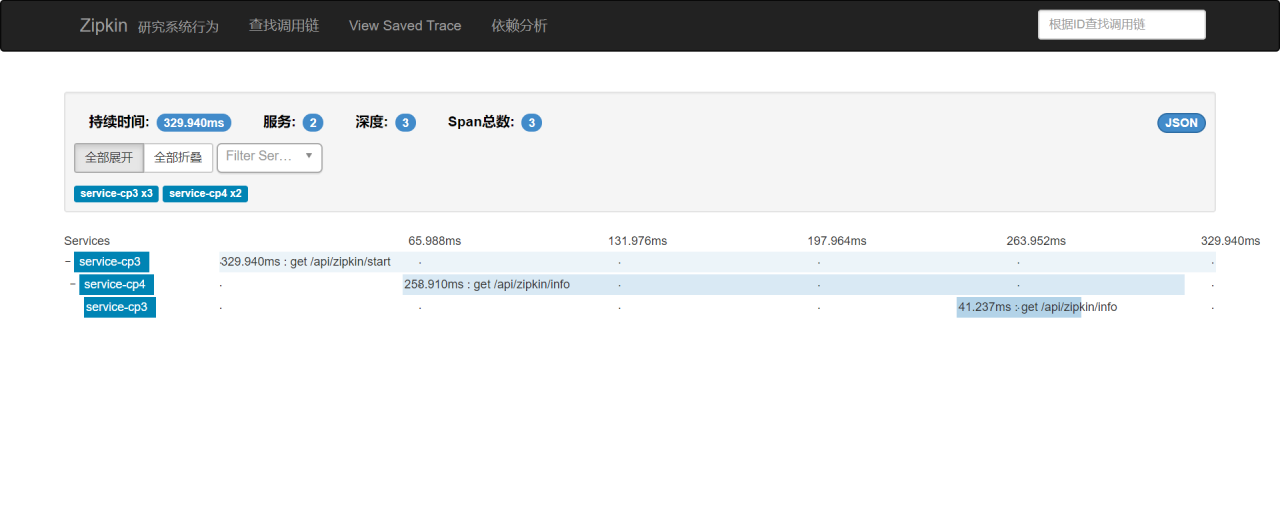 Zipkin 研究系统行为 查找调用链 View Saved Trace 依赖分析 根据ID查找调用链
持续时间: 329.940ms 服务: 2 深度: 3 Span总数: 3 JSON
全部展开 全部折叠 Filter Ser…
service-cp3 x3 service-cp4 x2
Services 65.988ms 131.976ms 197.964ms 263.952ms 329.940ms
- service-cp3 329.940ms : get /api/zipkin/start
- service-cp4 258.910ms : get /api/zipkin/info
service-cp3 41.237ms : get /api/zipkin/info